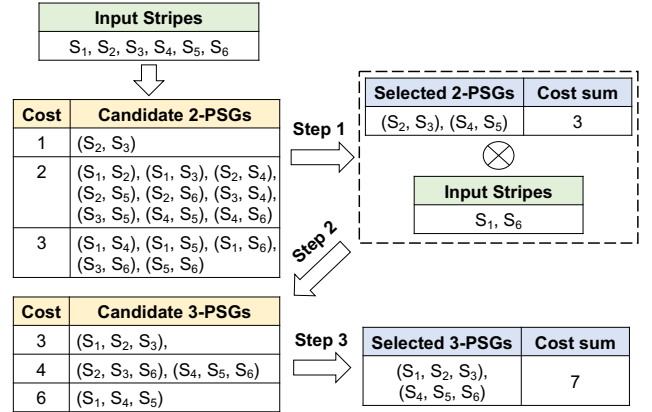 Input Stripes
S₁, S₂, S₃, S₄, S₅, S₆
Cost Candidate 2-PSGs
1 (S₂, S₃)
2 (S₁, S₂), (S₁, S₃), (S₂, S₄),
(S₂, S₅), (S₂, S₆), (S₃, S₄),
(S₃, S₅), (S₄, S₅), (S₄, S₆)
3 (S₁, S₄), (S₁, S₅), (S₁, S₆),
(S₃, S₆), (S₅, S₆)
Step 1
Selected 2-PSGs Cost sum
(S₂, S₃), (S₄, S₅) 3
Input Stripes
S₁, S₆
Step 2
Cost Candidate 3-PSGs
3 (S₁, S₂, S₃),
4 (S₂, S₃, S₆), (S₄, S₅, S₆)
6 (S₁, S₄, S₅)
Step 3
Selected 3-PSGs Cost sum
(S₁, S₂, S₃),
(S₄, S₅, S₆) 7